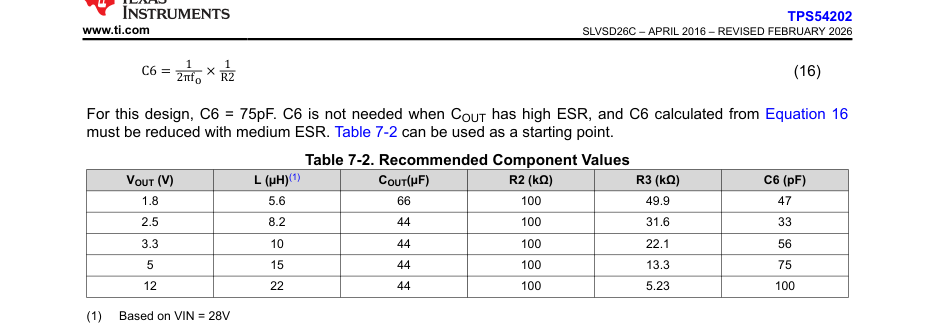 TEXAS
INSTRUMENTS
www.ti.com
TPS54202
SLVSD26C – APRIL 2016 – REVISED FEBRUARY 2026
C6 = 1/(2πf₀) × 1/R2 (16)
For this design, C6 = 75pF. C6 is not needed when C_OUT has high ESR, and C6 calculated from Equation 16
must be reduced with medium ESR. Table 7-2 can be used as a starting point.
Table 7-2. Recommended Component Values
V_OUT (V) L (μH)(1) C_OUT(μF) R2 (kΩ) R3 (kΩ) C6 (pF)
1.8 5.6 66 100 49.9 47
2.5 8.2 44 100 31.6 33
3.3 10 44 100 22.1 56
5 15 44 100 13.3 75
12 22 44 100 5.23 100
(1) Based on VIN = 28V